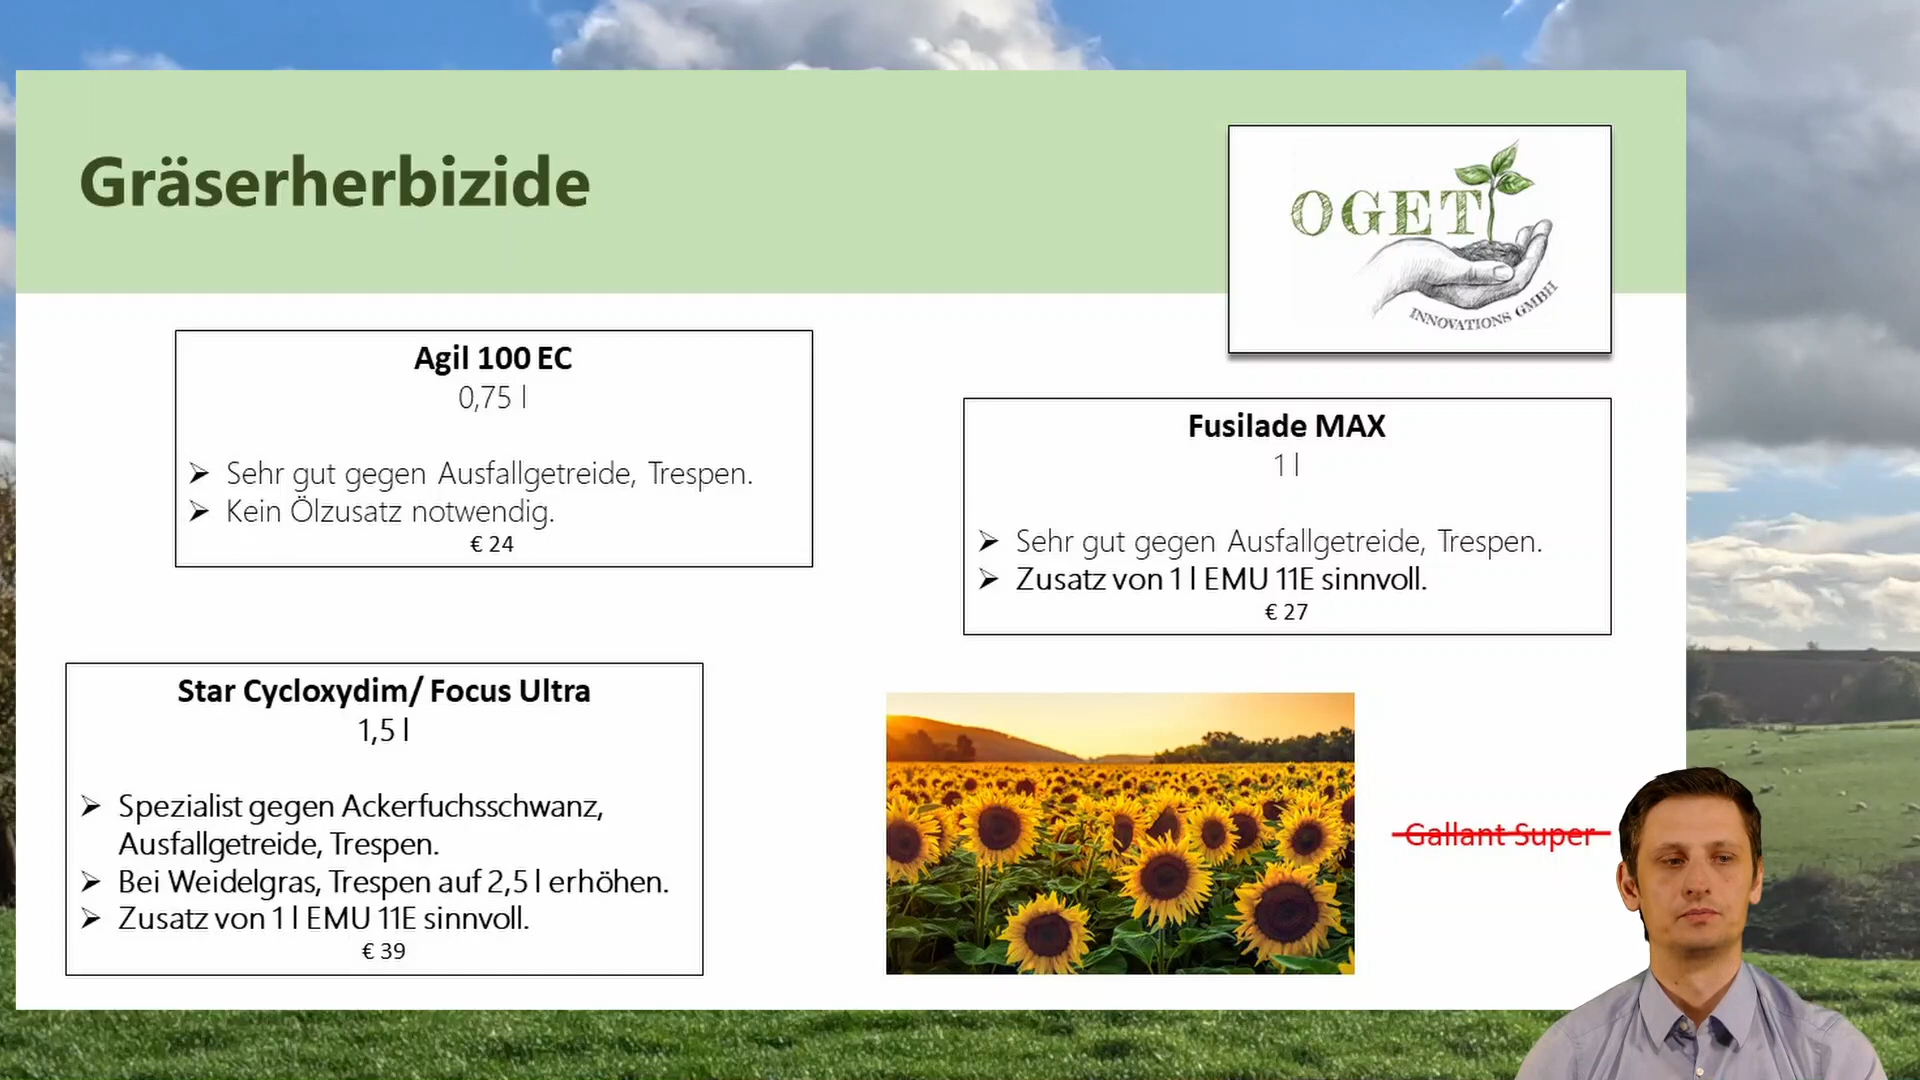 Gräserherbizide
OGET
INNOVATIONS GMBH
Agil 100 EC
0,75 l
➢ Sehr gut gegen Ausfallgetreide, Trespen.
➢ Kein Ölzusatz notwendig.
€ 24
Fusilade MAX
1 l
➢ Sehr gut gegen Ausfallgetreide, Trespen.
➢ Zusatz von 1 l EMU 11E sinnvoll.
€ 27
Star Cycloxydim/ Focus Ultra
1,5 l
➢ Spezialist gegen Ackerfuchsschwanz,
Ausfallgetreide, Trespen.
➢ Bei Weidelgras, Trespen auf 2,5 l erhöhen.
➢ Zusatz von 1 l EMU 11E sinnvoll.
€ 39
Gallant Super